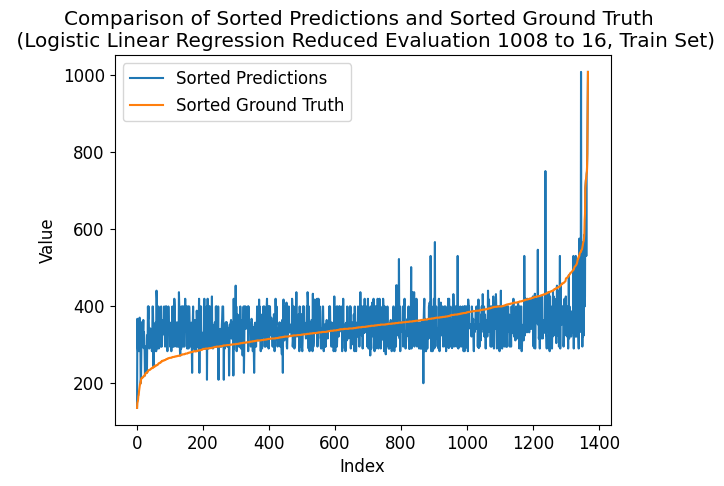 Comparison of Sorted Predictions and Sorted Ground Truth
(Logistic Linear Regression Reduced Evaluation 1008 to 16, Train Set)
Sorted Predictions
Sorted Ground Truth
1000
800
600
400
200
Value
0
200
400
600
800
1000
1200
1400
Index